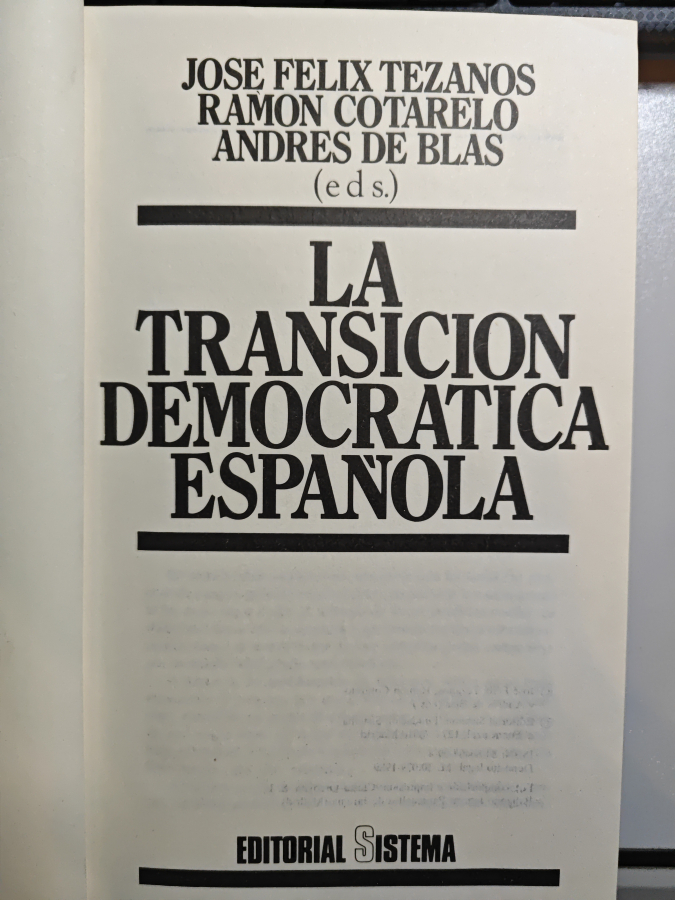 JOSE FELIX TEZANOS
RAMON COTARELO
ANDRES DE BLAS
(eds.)
LA
TRANSICION
DEMOCRATICA
ESPAÑOLA
EDITORIAL SISTEMA